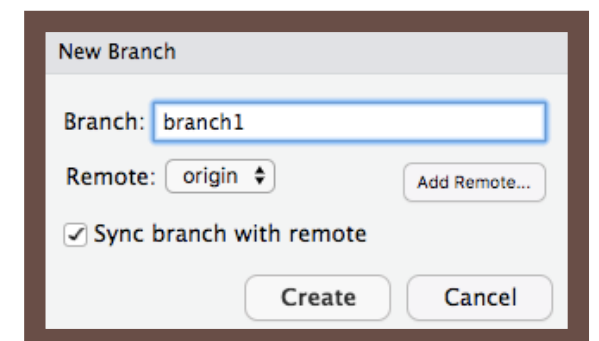 New Branch
Branch: branch1
Remote: origin Add Remote...
Sync branch with remote
Create Cancel